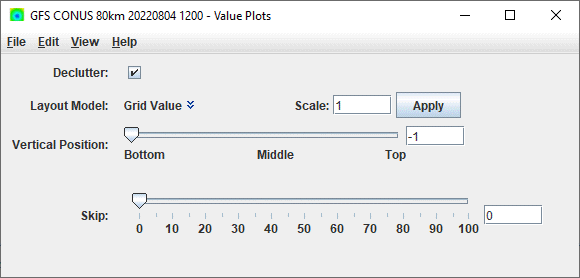 GFS CONUS 80km 20220804 1200 - Value Plots
File Edit View Help
Declutter:
Layout Model: Grid Value Scale: 1 Apply
Vertical Position: -1
Bottom Middle Top
Skip: 0
0 10 20 30 40 50 60 70 80 90 100